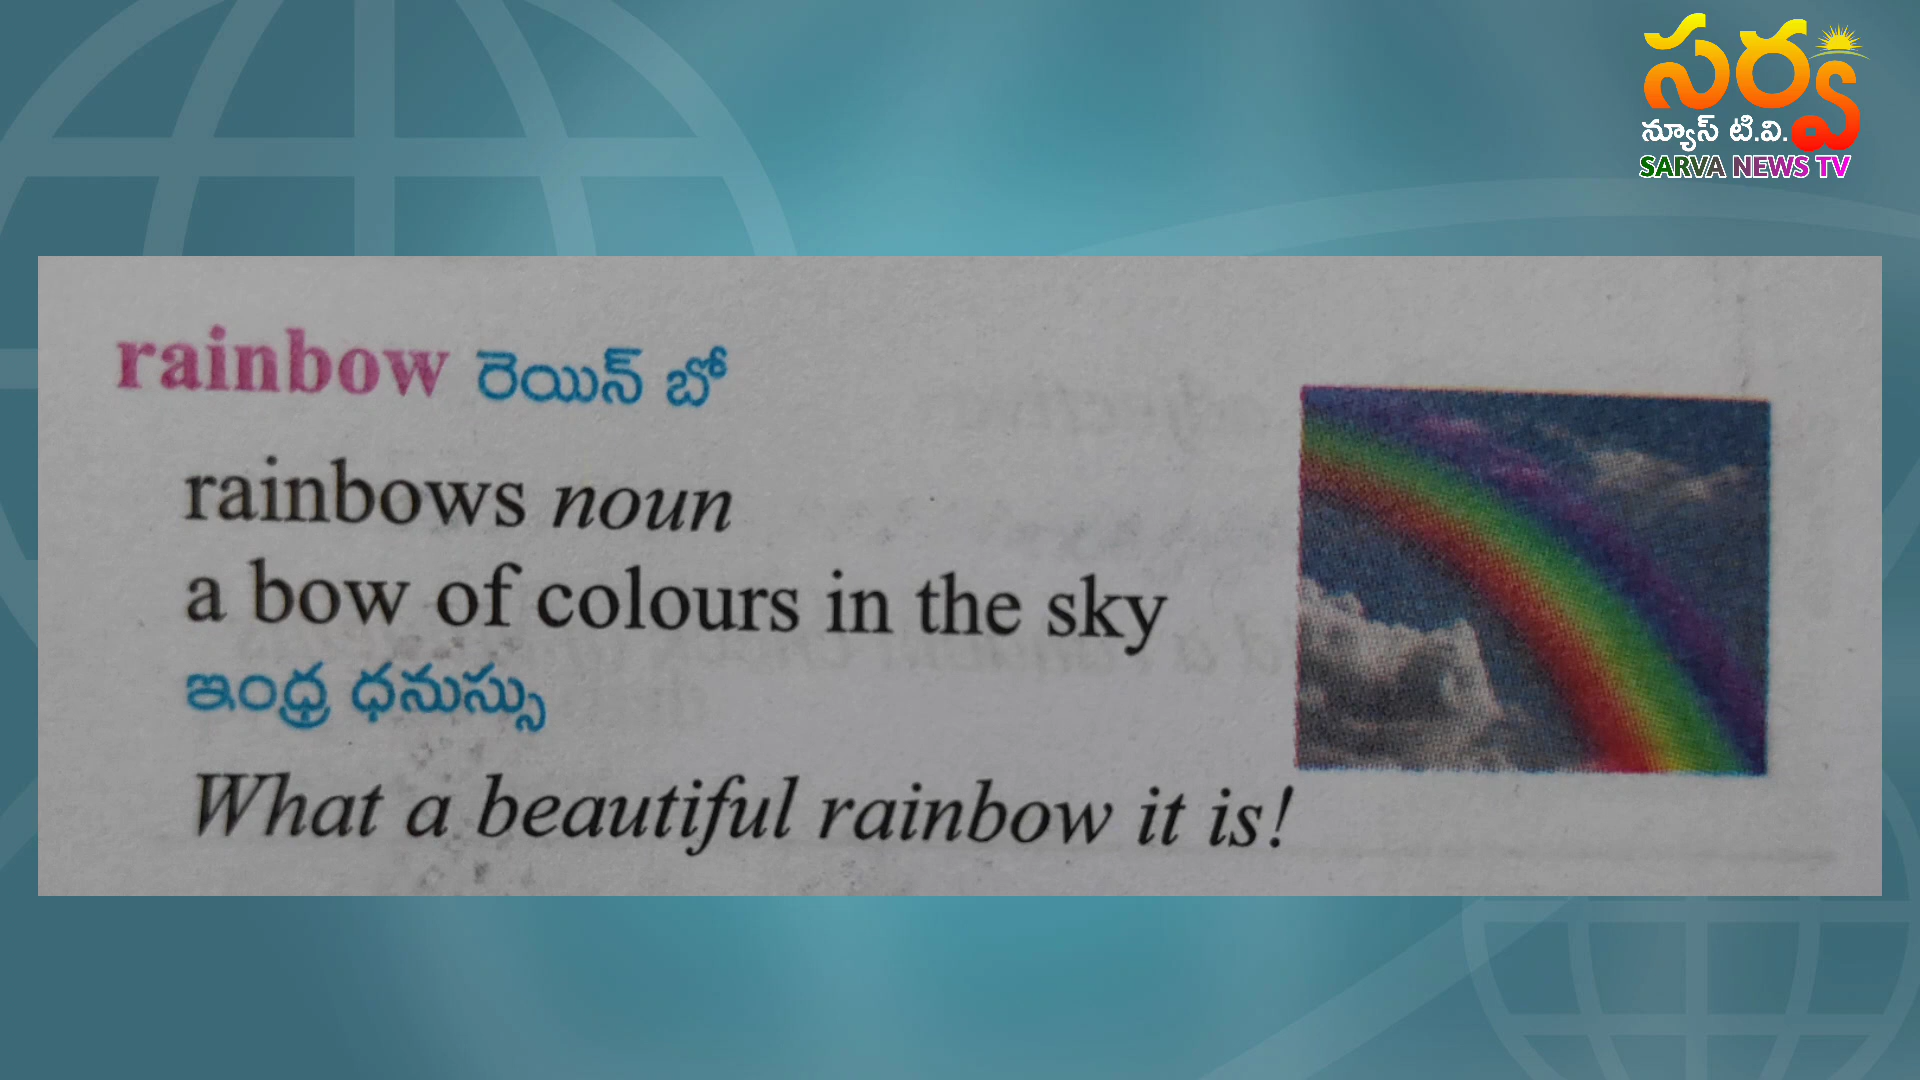 సర్వ
న్యూస్ టి.వి.
SARVA NEWS TV
rainbow రెయిన్ బో
rainbows noun
a bow of colours in the sky
ఇంద్ర ధనుస్సు
What a beautiful rainbow it is!